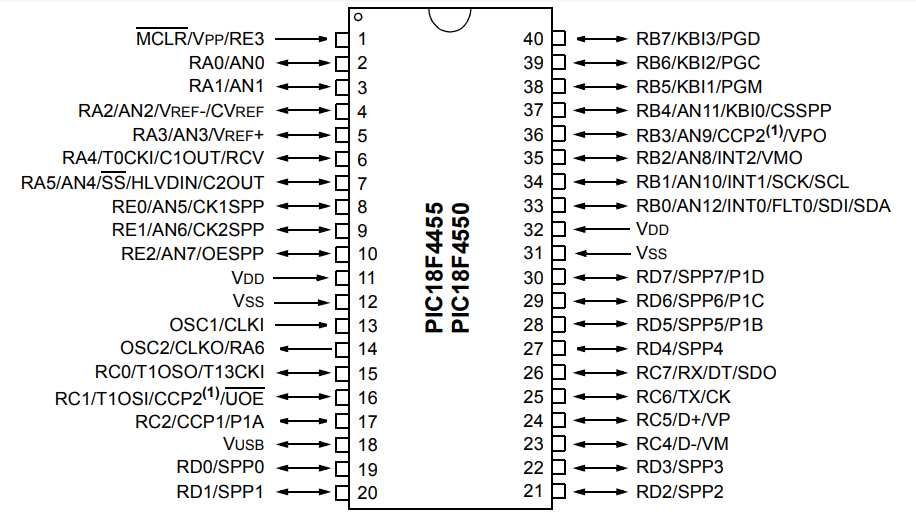 MCLR/VPP/RE3 1
RA0/AN0 2
RA1/AN1 3
RA2/AN2/VREF-/CVREF 4
RA3/AN3/VREF+ 5
RA4/T0CKI/C1OUT/RCV 6
RA5/AN4/SS/HLVDIN/C2OUT 7
RE0/AN5/CK1SPP 8
RE1/AN6/CK2SPP 9
RE2/AN7/OESPP 10
VDD 11
VSS 12
OSC1/CLKI 13
OSC2/CLKO/RA6 14
RC0/T1OSO/T13CKI 15
RC1/T1OSI/CCP2(1)/UOE 16
RC2/CCP1/P1A 17
VUSB 18
RD0/SPP0 19
RD1/SPP1 20
PIC18F4455
PIC18F4550
40 RB7/KBI3/PGD
39 RB6/KBI2/PGC
38 RB5/KBI1/PGM
37 RB4/AN11/KBI0/CSSPP
36 RB3/AN9/CCP2(1)/VPO
35 RB2/AN8/INT2/VMO
34 RB1/AN10/INT1/SCK/SCL
33 RB0/AN12/INT0/FLT0/SDI/SDA
32 VDD
31 VSS
30 RD7/SPP7/P1D
29 RD6/SPP6/P1C
28 RD5/SPP5/P1B
27 RD4/SPP4
26 RC7/RX/DT/SDO
25 RC6/TX/CK
24 RC5/D+/VP
23 RC4/D-/VM
22 RD3/SPP3
21 RD2/SPP2